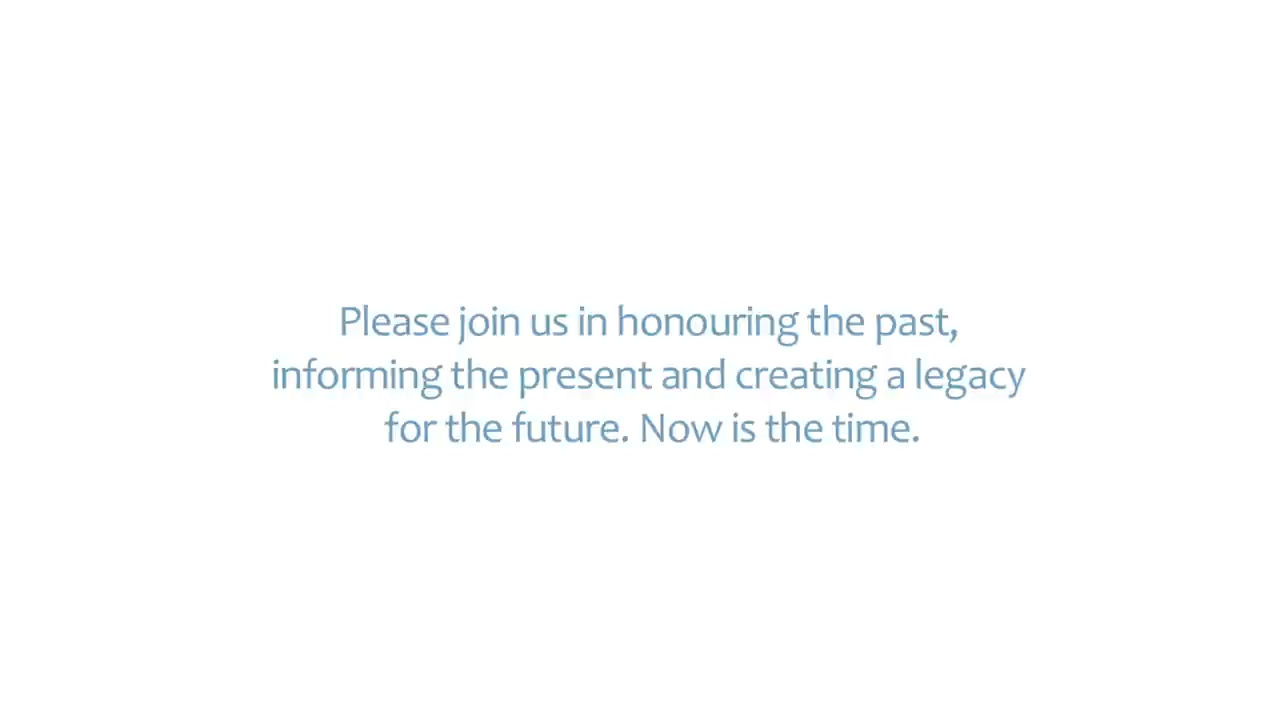 Please join us in honouring the past,
informing the present and creating a legacy
for the future. Now is the time.